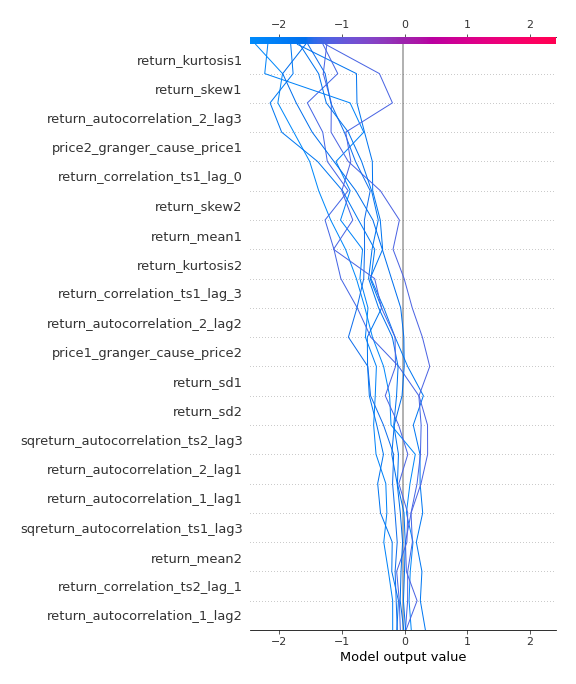 −2 −1 0 1 2
return_kurtosis1
return_skew1
return_autocorrelation_2_lag3
price2_granger_cause_price1
return_correlation_ts1_lag_0
return_skew2
return_mean1
return_kurtosis2
return_correlation_ts1_lag_3
return_autocorrelation_2_lag2
price1_granger_cause_price2
return_sd1
return_sd2
sqreturn_autocorrelation_ts2_lag3
return_autocorrelation_2_lag1
return_autocorrelation_1_lag1
sqreturn_autocorrelation_ts1_lag3
return_mean2
return_correlation_ts2_lag_1
return_autocorrelation_1_lag2
−2 −1 0 1 2
Model output value